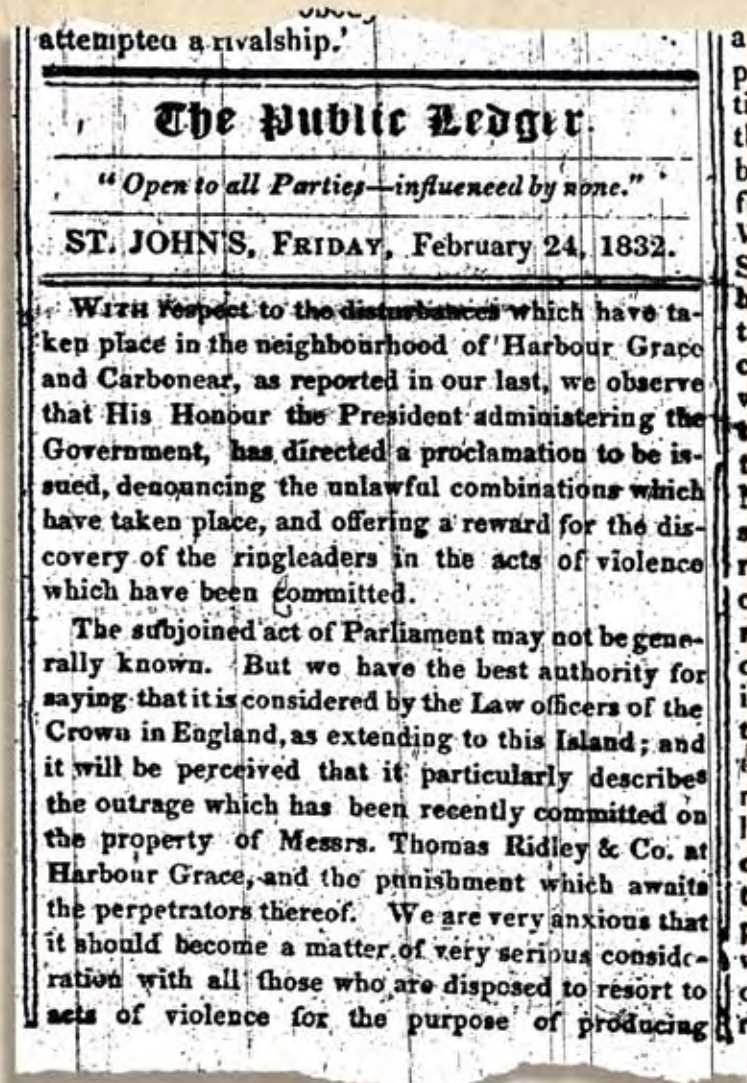 attempted a rivalship.'
The Public Ledger.
"Open to all Parties—influenced by none."
ST. JOHN'S, FRIDAY, February 24, 1832.
WITH respect to the disturbances which have ta-
ken place in the neighbourhood of Harbour Grace
and Carbonear, as reported in our last, we observe
that His Honour the President administering the
Government, has directed a proclamation to be is-
sued, denouncing the unlawful combinations which
have taken place, and offering a reward for the dis-
covery of the ringleaders in the acts of violence
which have been committed.
The subjoined act of Parliament may not be gene-
rally known. But we have the best authority for
saying that it is considered by the Law officers of the
Crown in England, as extending to this Island; and
it will be perceived that it particularly describes
the outrage which has been recently committed on
the property of Messrs. Thomas Ridley & Co. at
Harbour Grace, and the punishment which awaits
the perpetrators thereof. We are very anxious that
it should become a matter of very serious conside-
ration with all those who are disposed to resort to
acts of violence for the purpose of producing